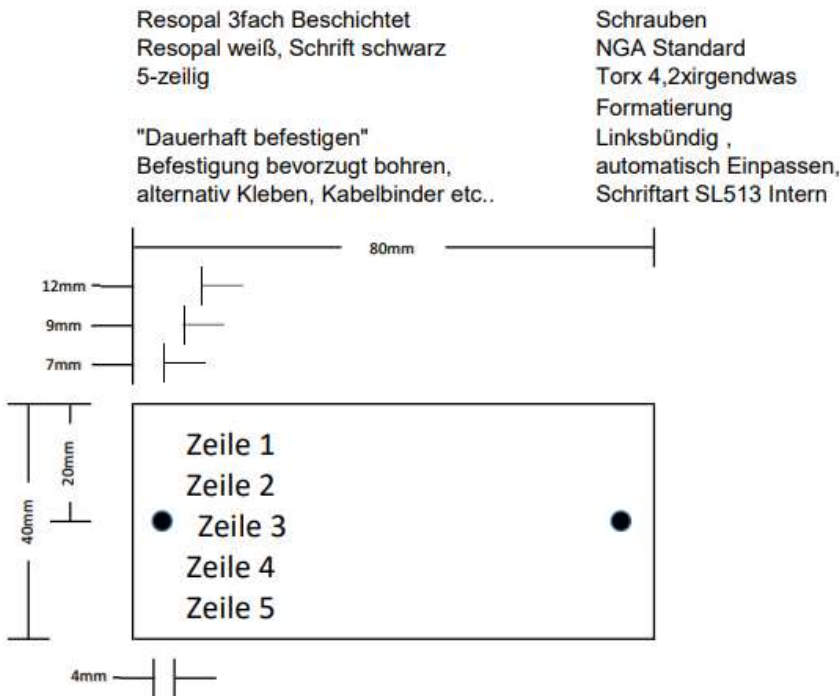 Resopal 3fach Beschichtet
Resopal weiß, Schrift schwarz
5-zeilig
"Dauerhaft befestigen"
Befestigung bevorzugt bohren,
alternativ Kleben, Kabelbinder etc..
Schrauben
NGA Standard
Torx 4,2xirgendwas
Formatierung
Linksbündig ,
automatisch Einpassen,
Schriftart SL513 Intern
80mm
12mm
9mm
7mm
20mm
40mm
Zeile 1
Zeile 2
Zeile 3
Zeile 4
Zeile 5
4mm